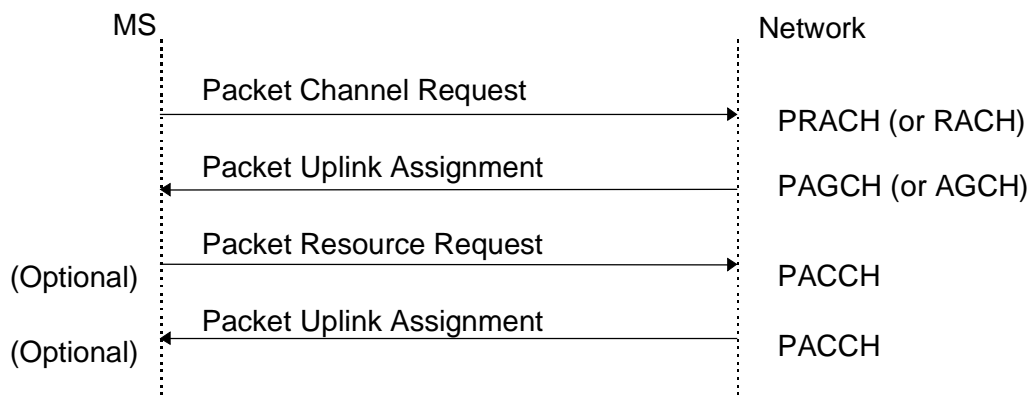 MS
Network
Packet Channel Request
PRACH (or RACH)
Packet Uplink Assignment
PAGCH (or AGCH)
Packet Resource Request
(Optional)
PACCH
Packet Uplink Assignment
(Optional)
PACCH